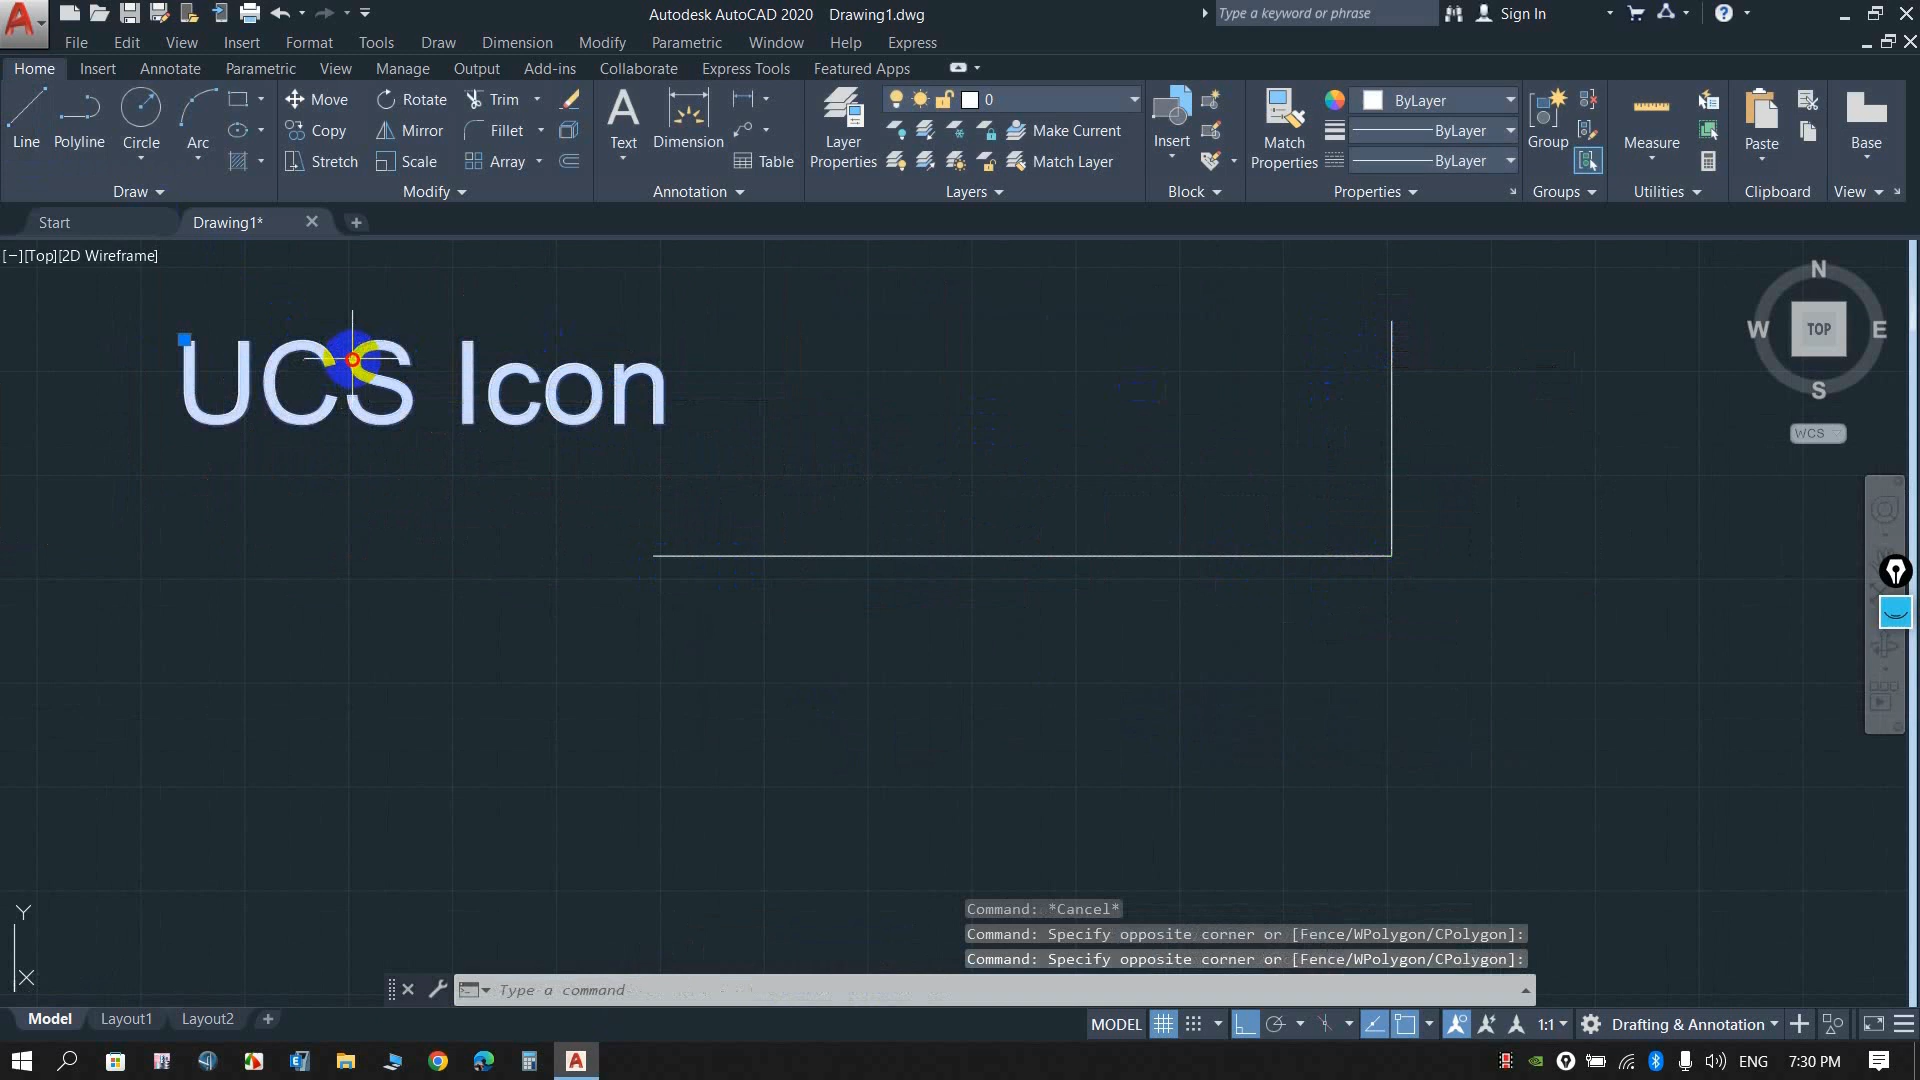 Autodesk AutoCAD 2020 Drawing1.dwg
Type a keyword or phrase
Sign In
File Edit View Insert Format Tools Draw Dimension Modify Parametric Window Help Express
Home Insert Annotate Parametric View Manage Output Add-ins Collaborate Express Tools Featured Apps
Line Polyline Circle Arc
Move Rotate Trim
Copy Mirror Fillet
Stretch Scale Array
Text Dimension
Table
Layer Properties
0
Make Current
Match Layer
Insert
Match Properties
ByLayer
ByLayer
ByLayer
Group
Measure
Paste
Base
Draw Modify Annotation Layers Block Properties Groups Utilities Clipboard View
Start Drawing1*
[−][Top][2D Wireframe]
UCS Icon
N
W TOP E
S
WCS
Y
X
Command: *Cancel*
Command: Specify opposite corner or [Fence/WPolygon/CPolygon]:
Command: Specify opposite corner or [Fence/WPolygon/CPolygon]:
Type a command
Model Layout1 Layout2
MODEL 1:1 Drafting & Annotation
ENG 7:30 PM